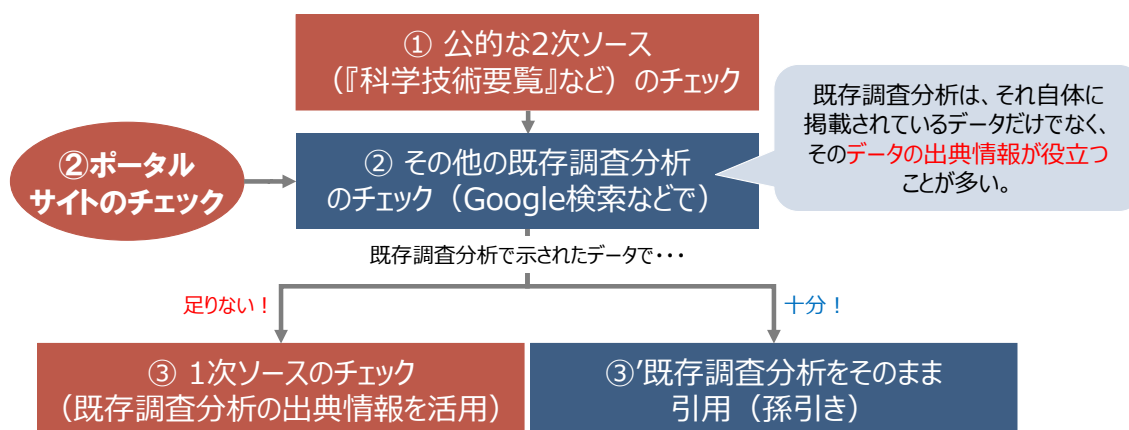 ① 公的な2次ソース
（『科学技術要覧』など）のチェック
既存調査分析は、それ自体に
掲載されているデータだけでなく、
そのデータの出典情報が役立つ
ことが多い。
②ポータル
サイトのチェック
② その他の既存調査分析
のチェック（Google検索などで）
既存調査分析で示されたデータで・・・
足りない！
十分！
③ 1次ソースのチェック
（既存調査分析の出典情報を活用）
③’既存調査分析をそのまま
引用（孫引き）